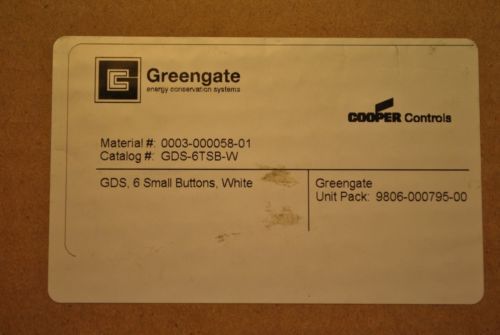 Greengate
energy conservation systems
COOPER Controls
Material #: 0003-000058-01
Catalog #: GDS-6TSB-W
GDS, 6 Small Buttons, White
Greengate
Unit Pack: 9806-000795-00